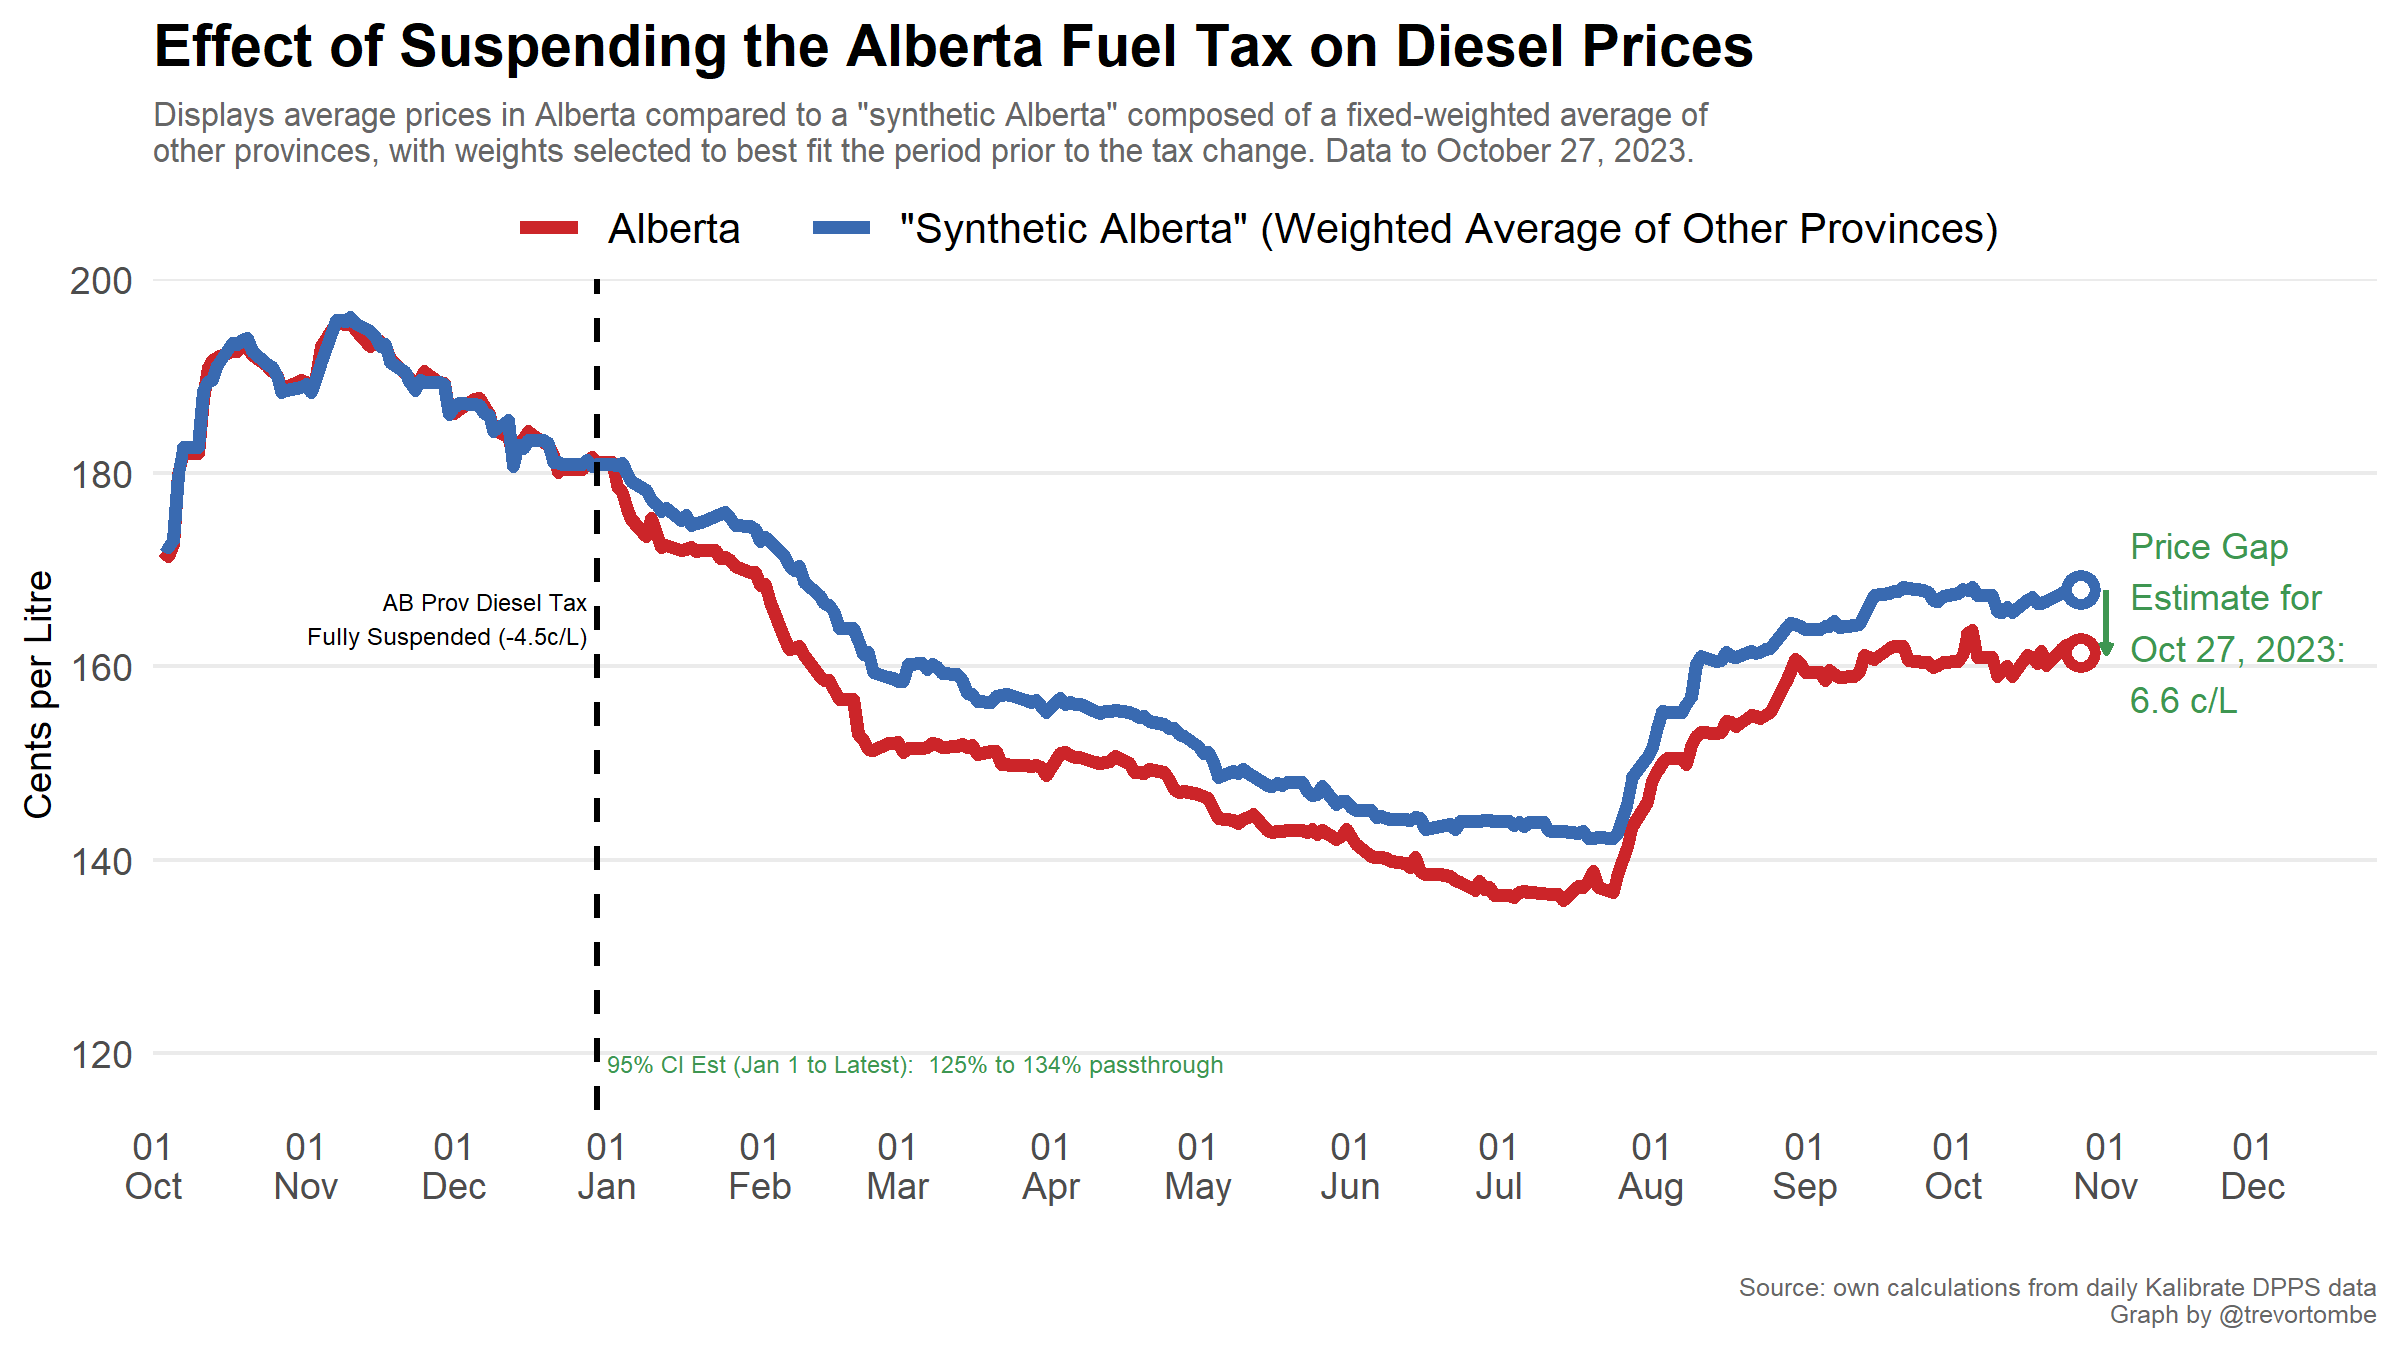 Effect of Suspending the Alberta Fuel Tax on Diesel Prices
Displays average prices in Alberta compared to a "synthetic Alberta" composed of a fixed-weighted average of
other provinces, with weights selected to best fit the period prior to the tax change. Data to October 27, 2023.
Alberta
"Synthetic Alberta" (Weighted Average of Other Provinces)
Cents per Litre
200
180
160
140
120
AB Prov Diesel Tax
Fully Suspended (-4.5c/L)
Price Gap
Estimate for
Oct 27, 2023:
6.6 c/L
95% CI Est (Jan 1 to Latest):  125% to 134% passthrough
01 01 01 01 01 01 01 01 01 01 01 01 01 01 01
Oct Nov Dec Jan Feb Mar Apr May Jun Jul Aug Sep Oct Nov Dec
Source: own calculations from daily Kalibrate DPPS data
Graph by @trevortombe